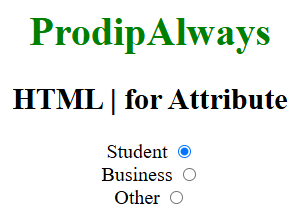 ProdipAlways
HTML | for Attribute
Student
Business
Other